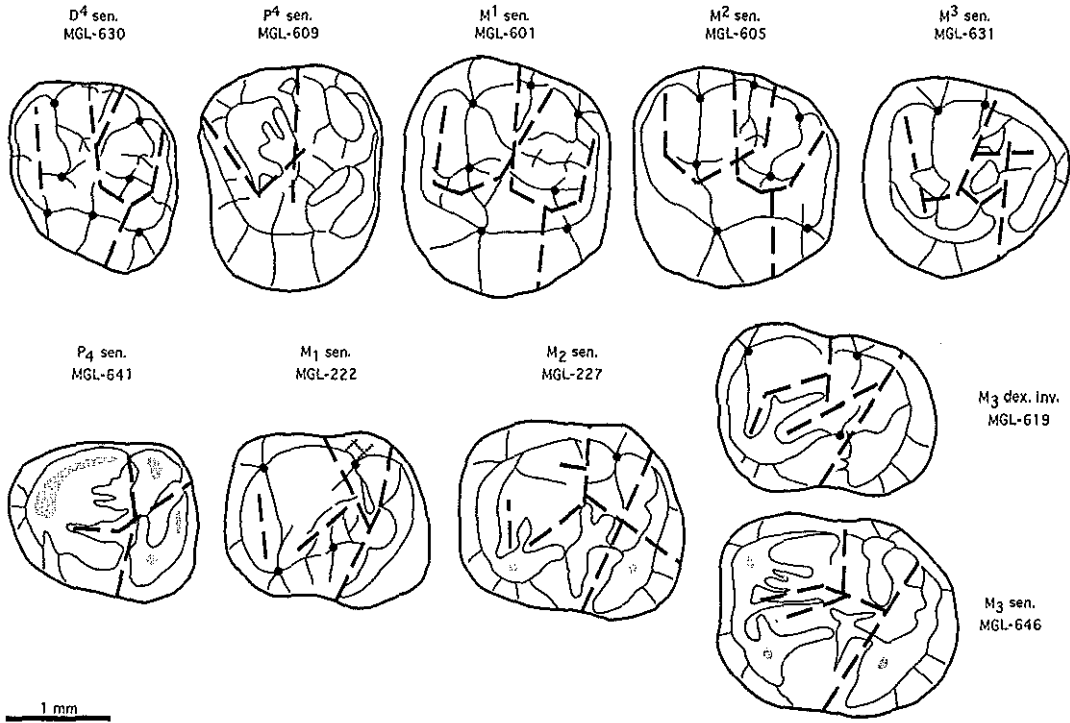 D⁴ sen.
MGL-630
P⁴ sen.
MGL-609
M¹ sen.
MGL-601
M² sen.
MGL-605
M³ sen.
MGL-631
P₄ sen.
MGL-641
M₁ sen.
MGL-222
M₂ sen.
MGL-227
M₃ dex. inv.
MGL-619
M₃ sen.
MGL-646
1 mm